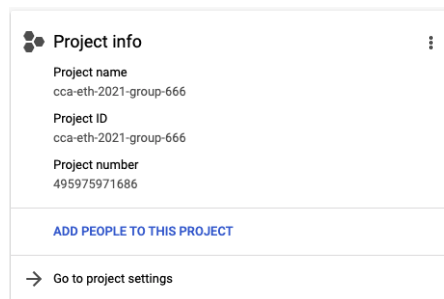 Project info
Project name
cca-eth-2021-group-666
Project ID
cca-eth-2021-group-666
Project number
495975971686
ADD PEOPLE TO THIS PROJECT
Go to project settings